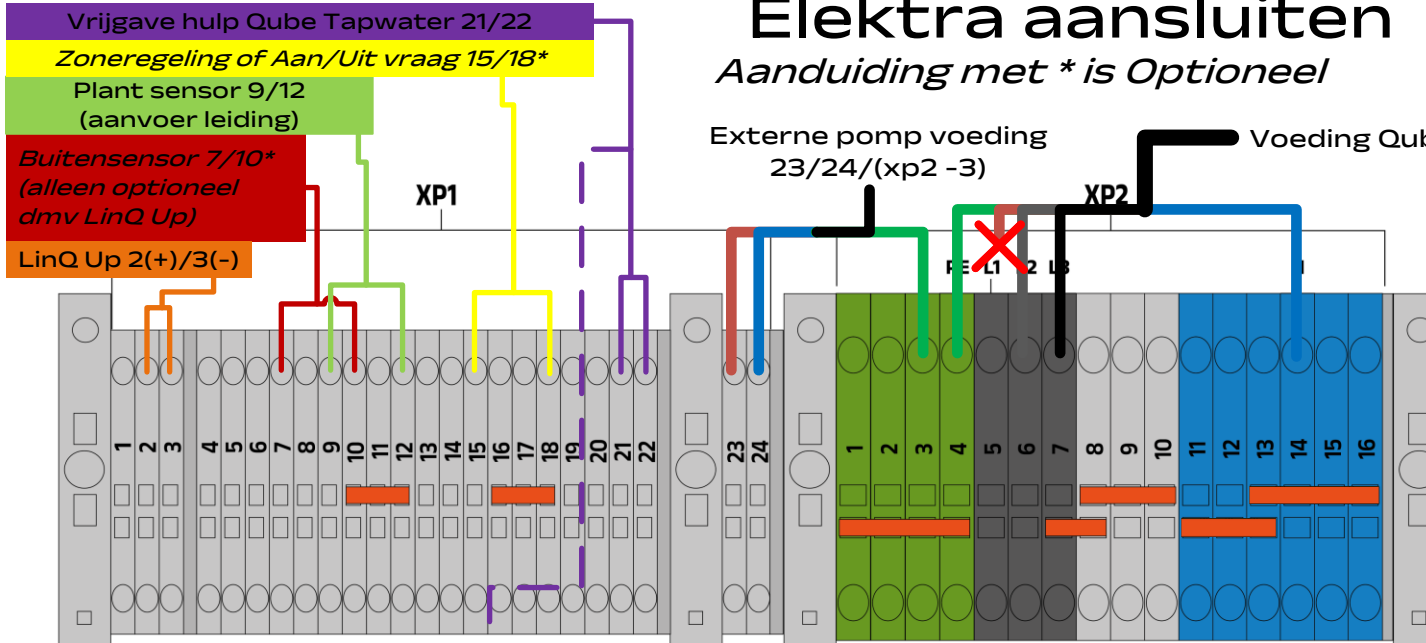 Elektra aansluiten
Aanduiding met * is Optioneel
Vrijgave hulp Qube Tapwater 21/22
Zoneregeling of Aan/Uit vraag 15/18*
Plant sensor 9/12
(aanvoer leiding)
Buitensensor 7/10*
(alleen optioneel
dmv LinQ Up)
LinQ Up 2(+)/3(-)
Externe pomp voeding
23/24/(xp2 -3)
Voeding Qub
XP1
XP2
L1
1 2 3 4 5 6 7 8 9 10 11 12 13 14 15 16 17 18 19 20 21 22 23 24
1 2 3 4 5 6 7 8 9 10 11 12 13 14 15 16